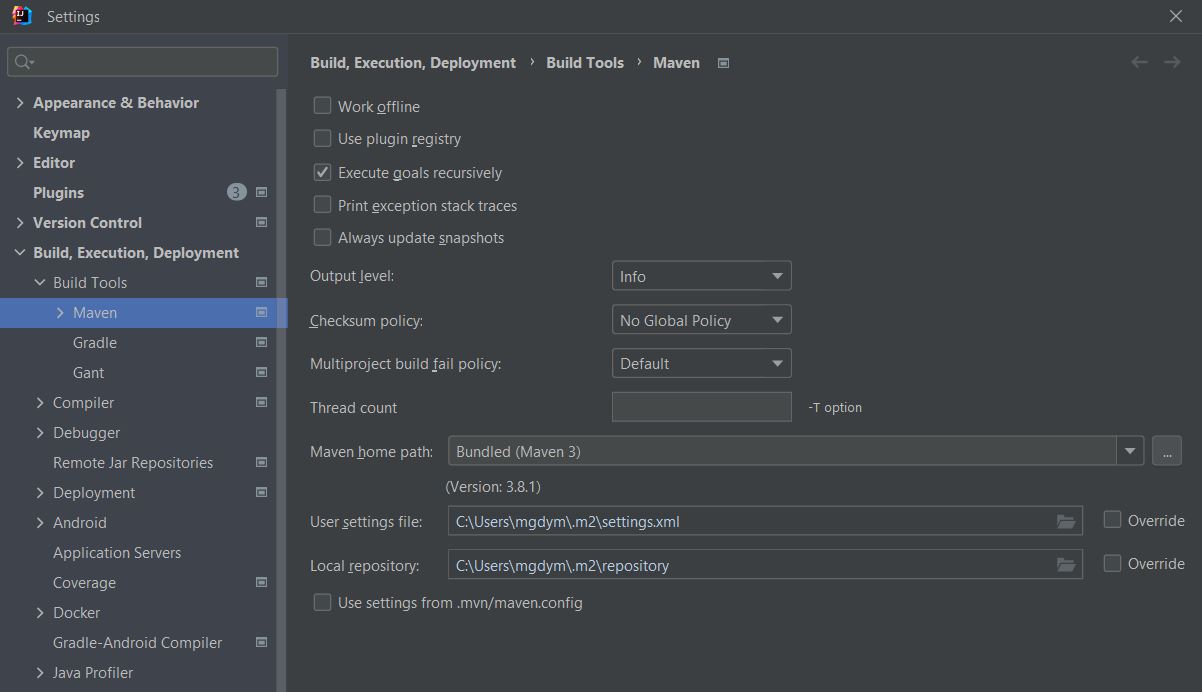 Settings
Build, Execution, Deployment › Build Tools › Maven
Appearance & Behavior
Keymap
Editor
Plugins 3
Version Control
Build, Execution, Deployment
Build Tools
Maven
Gradle
Gant
Compiler
Debugger
Remote Jar Repositories
Deployment
Android
Application Servers
Coverage
Docker
Gradle-Android Compiler
Java Profiler
Work offline
Use plugin registry
Execute goals recursively
Print exception stack traces
Always update snapshots
Output level: Info
Checksum policy: No Global Policy
Multiproject build fail policy: Default
Thread count -T option
Maven home path: Bundled (Maven 3) ...
(Version: 3.8.1)
User settings file: C:\Users\mgdym\.m2\settings.xml Override
Local repository: C:\Users\mgdym\.m2\repository Override
Use settings from .mvn/maven.config